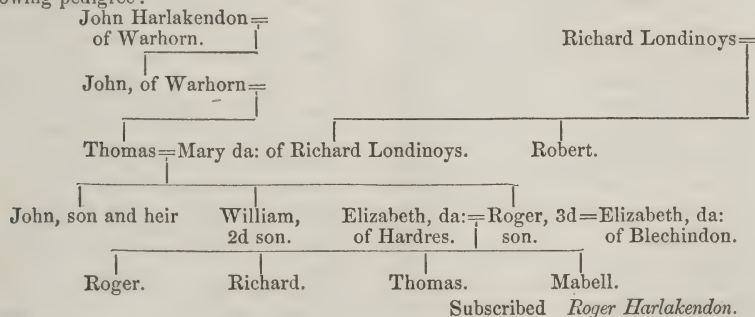 owing pedigree:
John Harlakendon=
of Warhorn.
Richard Londinoys=
John, of Warhorn=
Thomas=Mary da: of Richard Londinoys. Robert.
John, son and heir William, Elizabeth, da:=Roger, 3d=Elizabeth, da:
2d son. of Hardres. son. of Blechindon.
Roger. Richard. Thomas. Mabell.
Subscribed Roger Harlakendon.